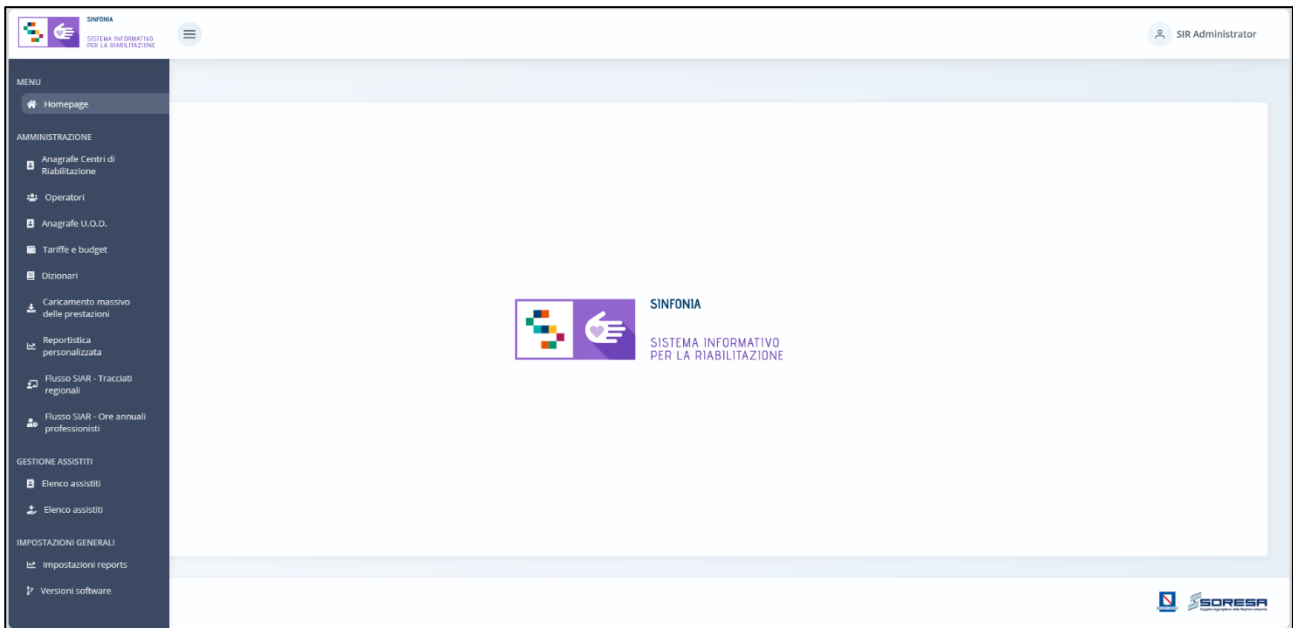 SINFONIA
SISTEMA INFORMATIVO
PER LA RIABILITAZIONE
SIR Administrator
MENU
Homepage
AMMINISTRAZIONE
Anagrafe Centri di
Riabilitazione
Operatori
Anagrafe U.O.D.
Tariffe e budget
Dizionari
Caricamento massivo
delle prestazioni
Reportistica
personalizzata
Flusso SIAR - Tracciati
regionali
Flusso SIAR - Ore annuali
professionisti
GESTIONE ASSISTITI
Elenco assistiti
Elenco assistiti
IMPOSTAZIONI GENERALI
Impostazioni reports
Versioni software
SINFONIA
SISTEMA INFORMATIVO
PER LA RIABILITAZIONE
SORESA